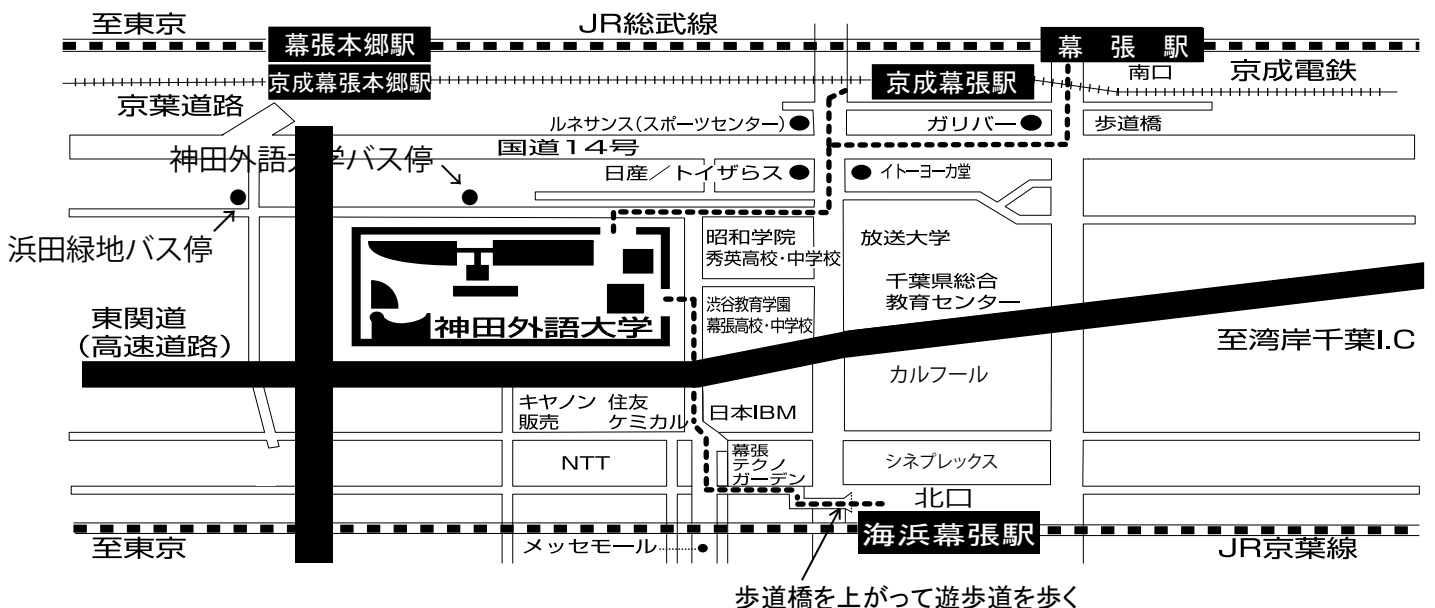 至東京
JR総武線
幕張本郷駅
幕 張 駅
京成幕張本郷駅
京成幕張駅
南口
京成電鉄
京葉道路
ルネサンス(スポーツセンター)
ガリバー
歩道橋
国道14号
神田外語大学バス停
日産/トイザらス
イトーヨーカ堂
浜田緑地バス停
昭和学院
秀英高校・中学校
放送大学
千葉県総合
教育センター
渋谷教育学園
幕張高校・中学校
神田外語大学
東関道
(高速道路)
至湾岸千葉I.C
カルフール
キヤノン
販売
住友
ケミカル
日本IBM
NTT
幕張
テクノ
ガーデン
シネプレックス
北口
海浜幕張駅
至東京
メッセモール
JR京葉線
歩道橋を上がって遊歩道を歩く